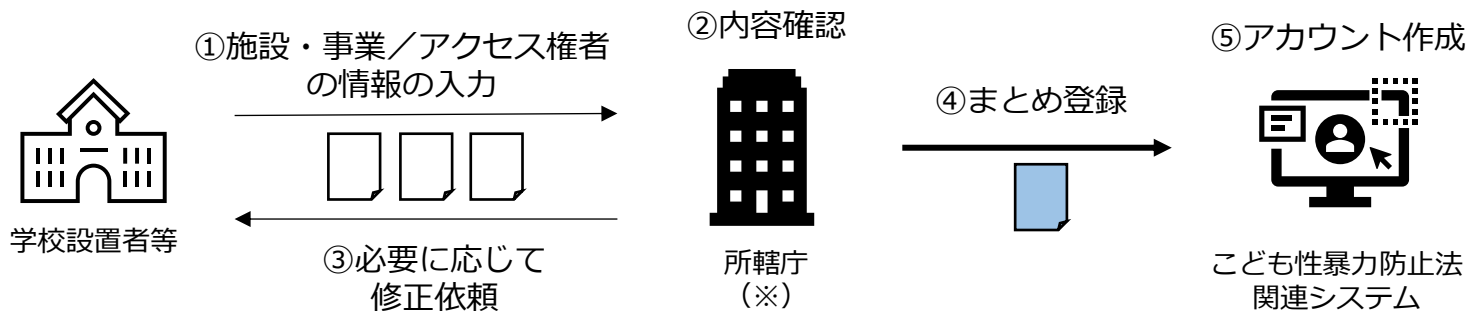 ①施設・事業／アクセス権者
の情報の入力
学校設置者等
③必要に応じて
修正依頼
②内容確認
所轄庁
（※）
④まとめ登録
⑤アカウント作成
こども性暴力防止法
関連システム